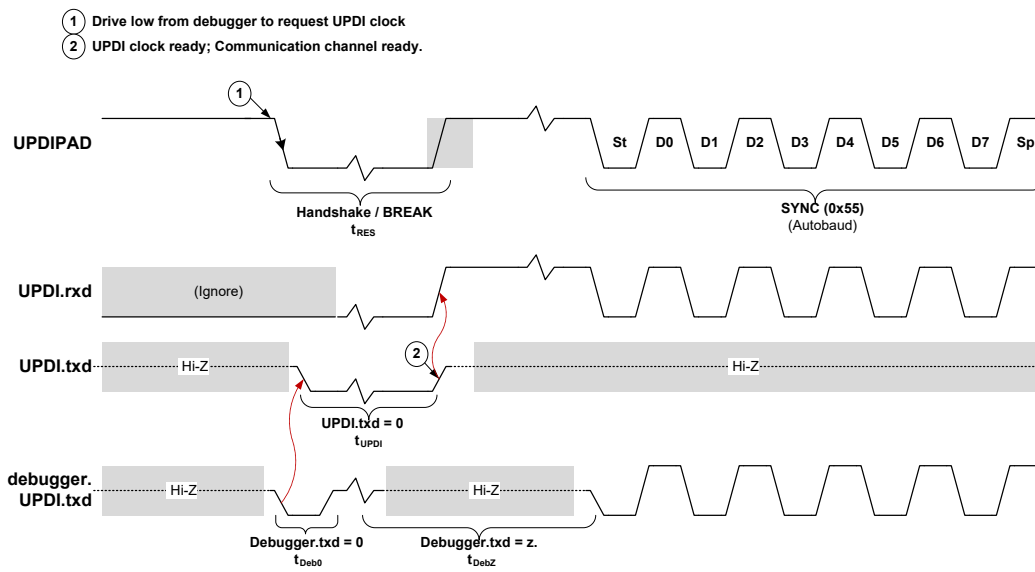 1 Drive low from debugger to request UPDI clock
2 UPDI clock ready; Communication channel ready.
1
UPDIPAD
St D0 D1 D2 D3 D4 D5 D6 D7 Sp
Handshake / BREAK
tRES
SYNC (0x55)
(Autobaud)
UPDI.rxd
(Ignore)
UPDI.txd
Hi-Z
2
Hi-Z
UPDI.txd = 0
tUPDI
debugger.
UPDI.txd
Hi-Z
Hi-Z
Debugger.txd = 0
tDeb0
Debugger.txd = z.
tDebZ